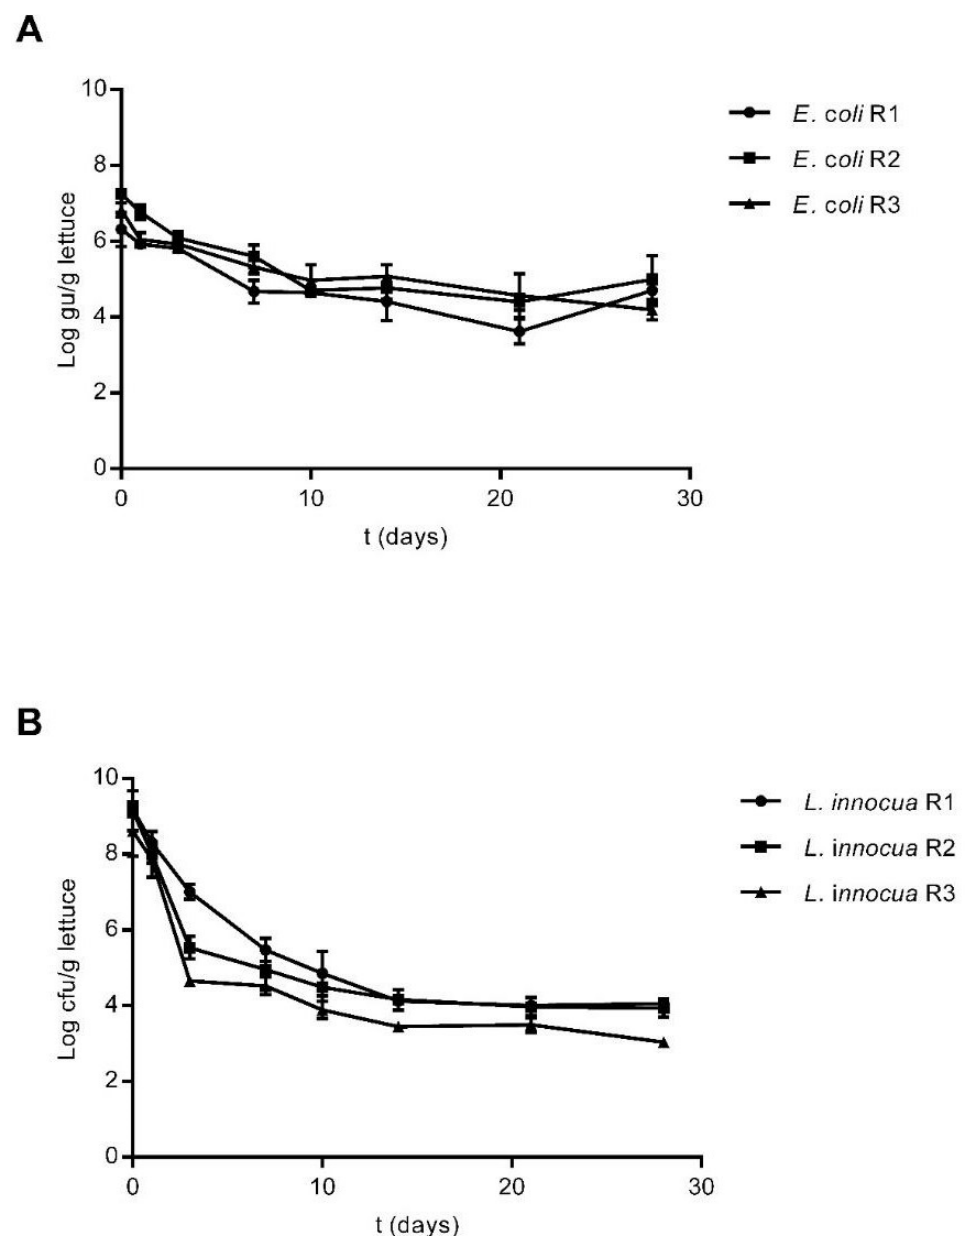 A
10
8
6
4
2
0
Log gu/g lettuce
0 10 20 30
t (days)
E. coli R1
E. coli R2
E. coli R3
B
10
8
6
4
2
0
Log cfu/g lettuce
0 10 20 30
t (days)
L. innocua R1
L. innocua R2
L. innocua R3